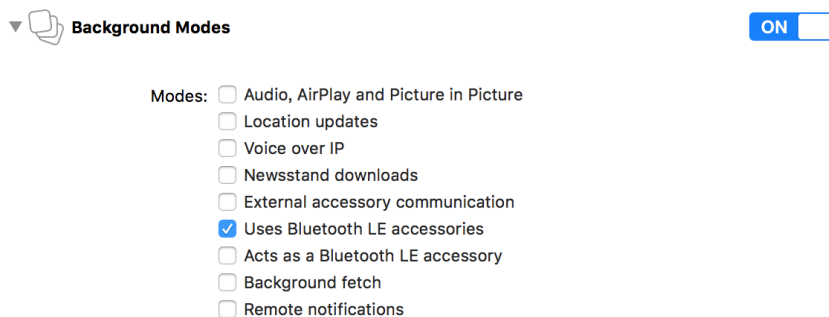 Background Modes ON
Modes: Audio, AirPlay and Picture in Picture
Location updates
Voice over IP
Newsstand downloads
External accessory communication
Uses Bluetooth LE accessories
Acts as a Bluetooth LE accessory
Background fetch
Remote notifications